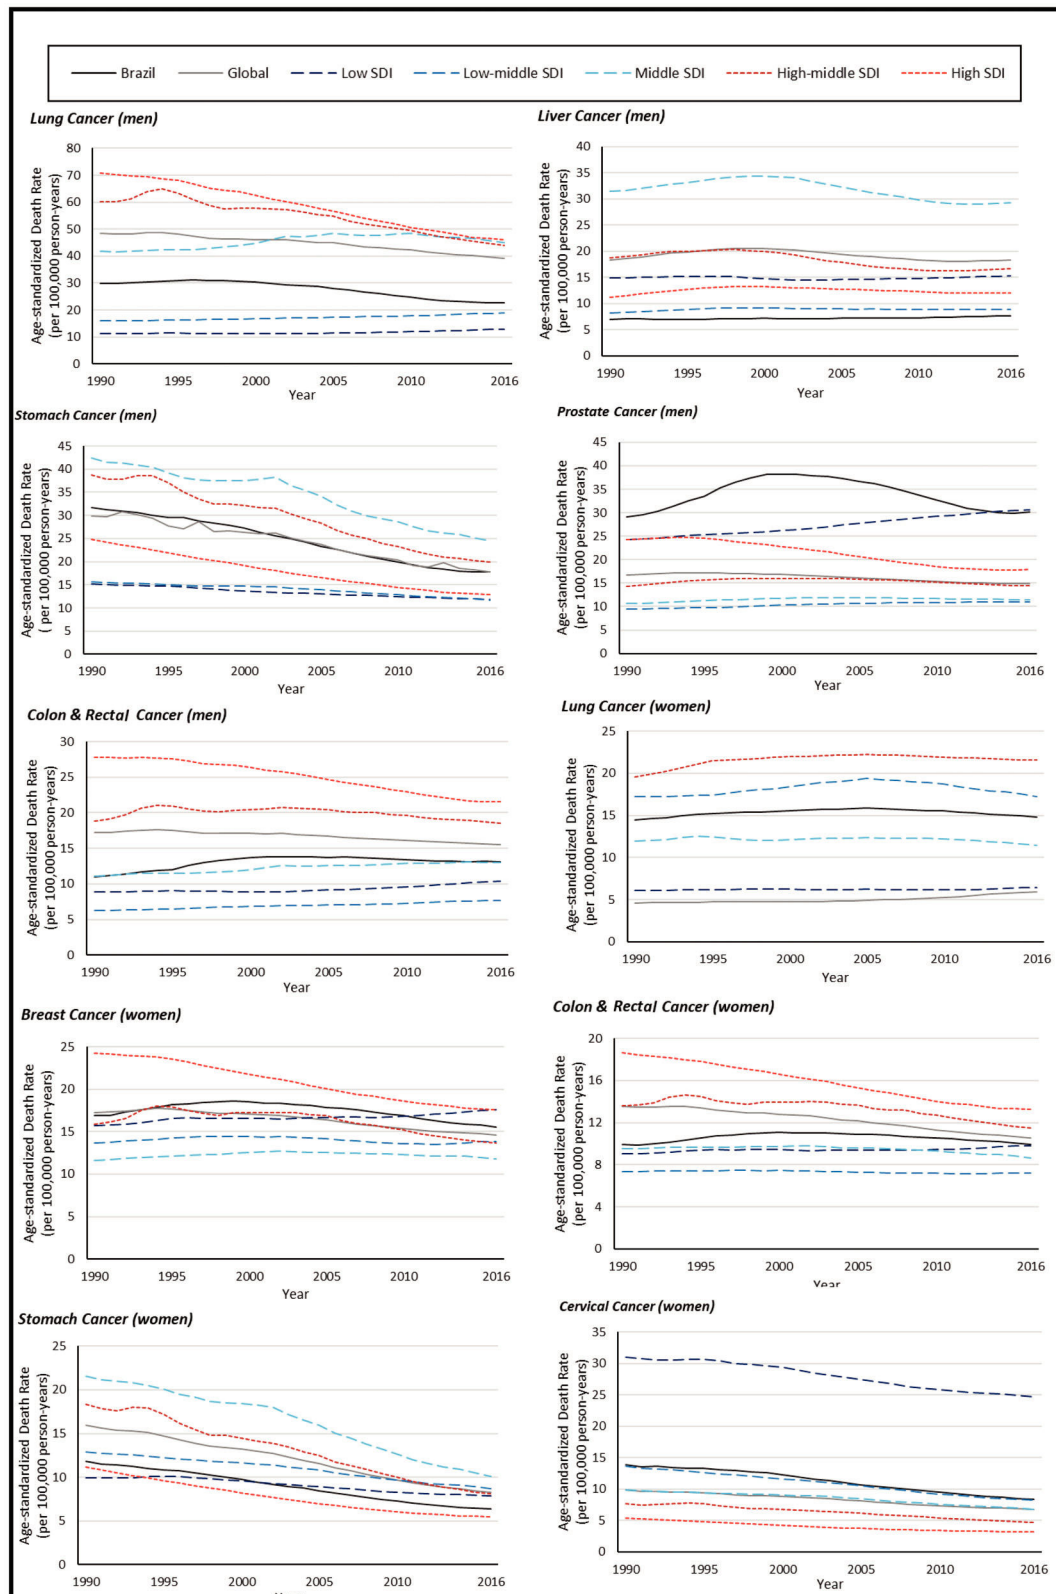 Brazil Global Low SDI Low-middle SDI Middle SDI High-middle SDI High SDI
Lung Cancer (men)
Age-standardized Death Rate
(per 100,000 person-years)
80
70
60
50
40
30
20
10
0
1990 1995 2000 2005 2010 2016
Year
Liver Cancer (men)
Age-standardized Death Rate
(per 100,000 person-years)
40
35
30
25
20
15
10
5
0
1990 1995 2000 2005 2010 2016
Year
Stomach Cancer (men)
Age-standardized Death Rate
( per 100,000 person-years)
45
40
35
30
25
20
15
10
5
0
1990 1995 2000 2005 2010 2016
Year
Prostate Cancer (men)
Age-standardized Death Rate
(per 100,000 person-years)
45
40
35
30
25
20
15
10
5
0
1990 1995 2000 2005 2010 2016
Year
Colon & Rectal Cancer (men)
Age-standardized Death Rate
(per 100,000 person-years)
30
25
20
15
10
5
0
1990 1995 2000 2005 2010 2016
Year
Lung Cancer (women)
Age-standardized Death Rate
(per 100,000 person-years)
25
20
15
10
5
0
1990 1995 2000 2005 2010 2016
Year
Breast Cancer (women)
Age-standardized Death Rate
(per 100,000 person-years)
25
20
15
10
5
0
1990 1995 2000 2005 2010 2016
Year
Colon & Rectal Cancer (women)
Age-standardized Death Rate
(per 100,000 person-years)
20
16
12
8
4
0
1990 1995 2000 2005 2010 2016
Year
Stomach Cancer (women)
Age-standardized Death Rate
(per 100,000 person-years)
25
20
15
10
5
0
1990 1995 2000 2005 2010 2016
Cervical Cancer (women)
Age-standardized Death Rate
(per 100,000 person-years)
35
30
25
20
15
10
5
0
1990 1995 2000 2005 2010 2016
Year